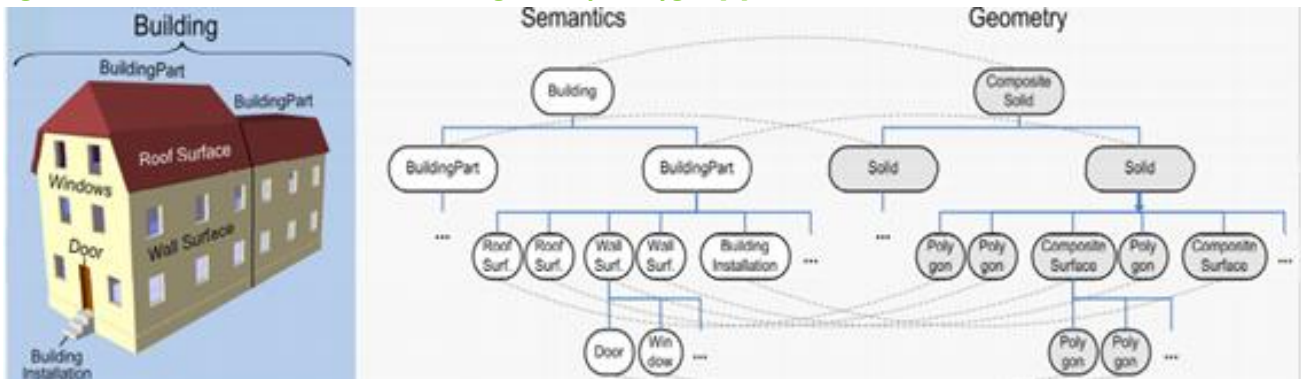 Building
BuildingPart
BuildingPart
Roof Surface
Windows
Wall Surface
Door
Building
Installation
Semantics
Geometry
Building
Composite
Solid
BuildingPart
BuildingPart
Solid
Solid
...
Roof
Surf.
Roof
Surf.
Wall
Surf.
Wall
Surf.
Building
Installation
...
...
Poly
gon
Poly
gon
Composite
Surface
Poly
gon
Composite
Surface
...
Door
Win
dow
...
Poly
gon
Poly
gon
...